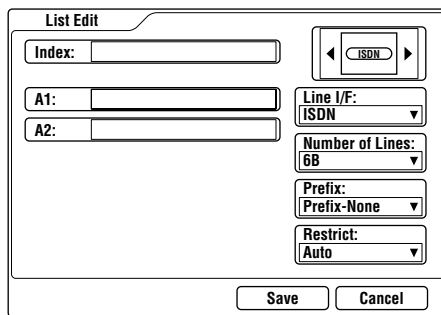 List Edit
Index:
ISDN
A1:
A2:
Line I/F:
ISDN
Number of Lines:
6B
Prefix:
Prefix-None
Restrict:
Auto
Save
Cancel